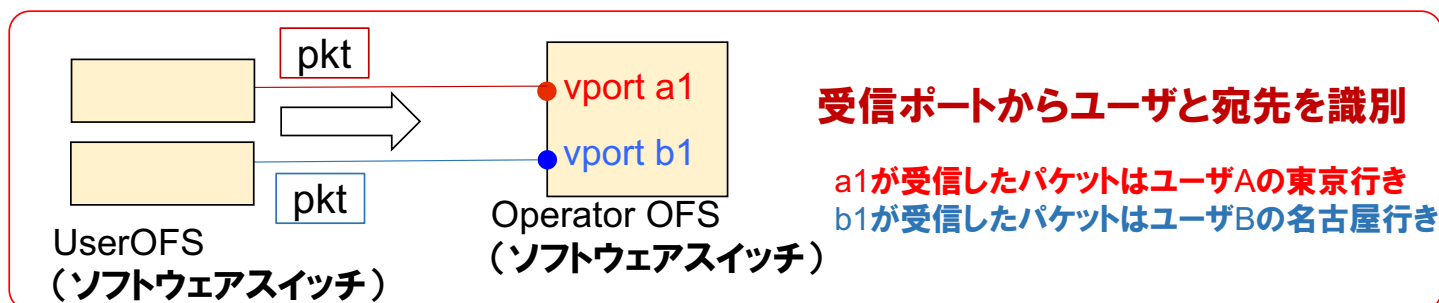 pkt
vport a1
vport b1
pkt
UserOFS
（ソフトウェアスイッチ）
Operator OFS
（ソフトウェアスイッチ）
受信ポートからユーザと宛先を識別
a1が受信したパケットはユーザAの東京行き
b1が受信したパケットはユーザBの名古屋行き